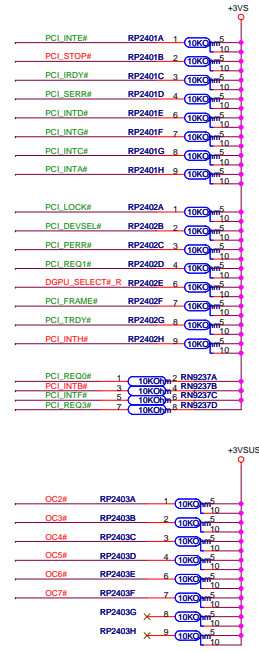 +3VS
PCI_INTE# RP2401A 1 10KOhm 5 10
PCI_STOP# RP2401B 2 10KOhm 5 10
PCI_IRDY# RP2401C 3 10KOhm 5 10
PCI_SERR# RP2401D 4 10KOhm 5 10
PCI_INTD# RP2401E 6 10KOhm 5 10
PCI_INTG# RP2401F 7 10KOhm 5 10
PCI_INTC# RP2401G 8 10KOhm 5 10
PCI_INTA# RP2401H 9 10KOhm 5 10
PCI_LOCK# RP2402A 1 10KOhm 5 10
PCI_DEVSEL# RP2402B 2 10KOhm 5 10
PCI_PERR# RP2402C 3 10KOhm 5 10
PCI_REQ1# RP2402D 4 10KOhm 5 10
DGPU_SELECT#_R RP2402E 6 10KOhm 5 10
PCI_FRAME# RP2402F 7 10KOhm 5 10
PCI_TRDY# RP2402G 8 10KOhm 5 10
PCI_INTH# RP2402H 9 10KOhm 5 10
PCI_REQ0# 1 10KOhm 2 RN9237A
PCI_INTB# 3 10KOhm 4 RN9237B
PCI_INTF# 5 10KOhm 6 RN9237C
PCI_REQ3# 7 10KOhm 8 RN9237D
+3VSUS
OC2# RP2403A 1 10KOhm 5 10
OC3# RP2403B 2 10KOhm 5 10
OC4# RP2403C 3 10KOhm 5 10
OC5# RP2403D 4 10KOhm 5 10
OC6# RP2403E 6 10KOhm 5 10
OC7# RP2403F 7 10KOhm 5 10
RP2403G 8 10KOhm 5 10
RP2403H 9 10KOhm 5 10